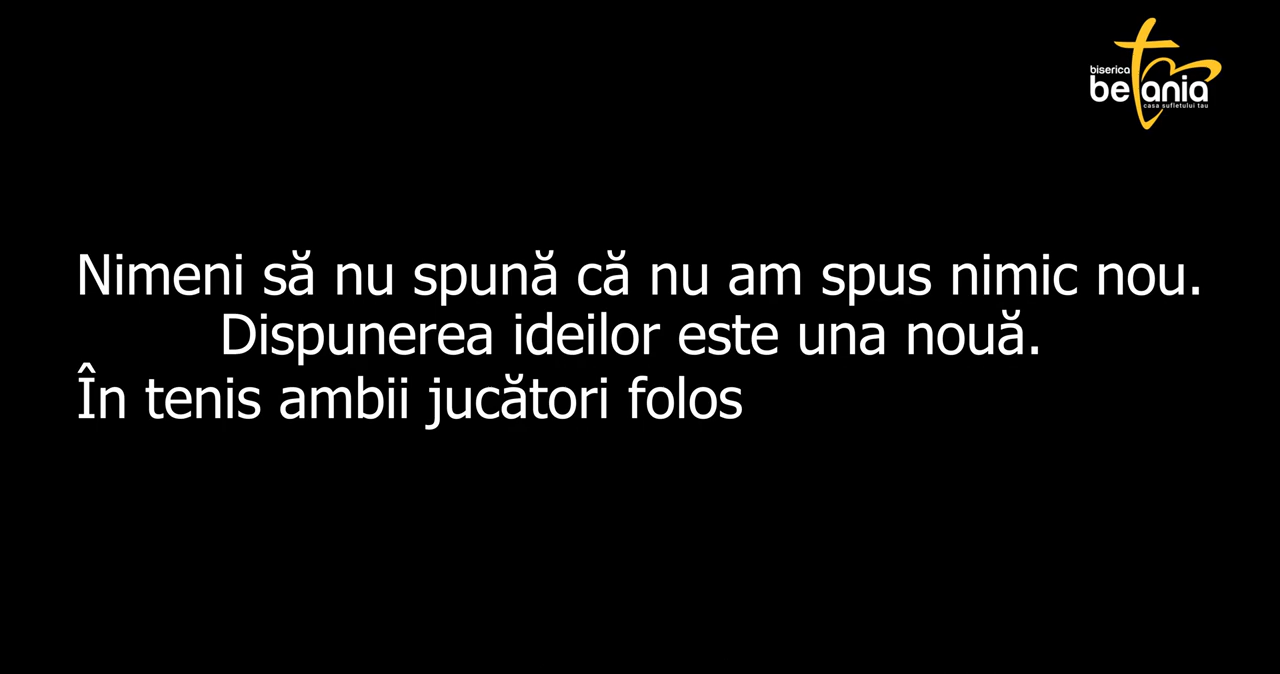 biserica
betania
casa sufletului tau
Nimeni să nu spună că nu am spus nimic nou.
Dispunerea ideilor este una nouă.
În tenis ambii jucători folos